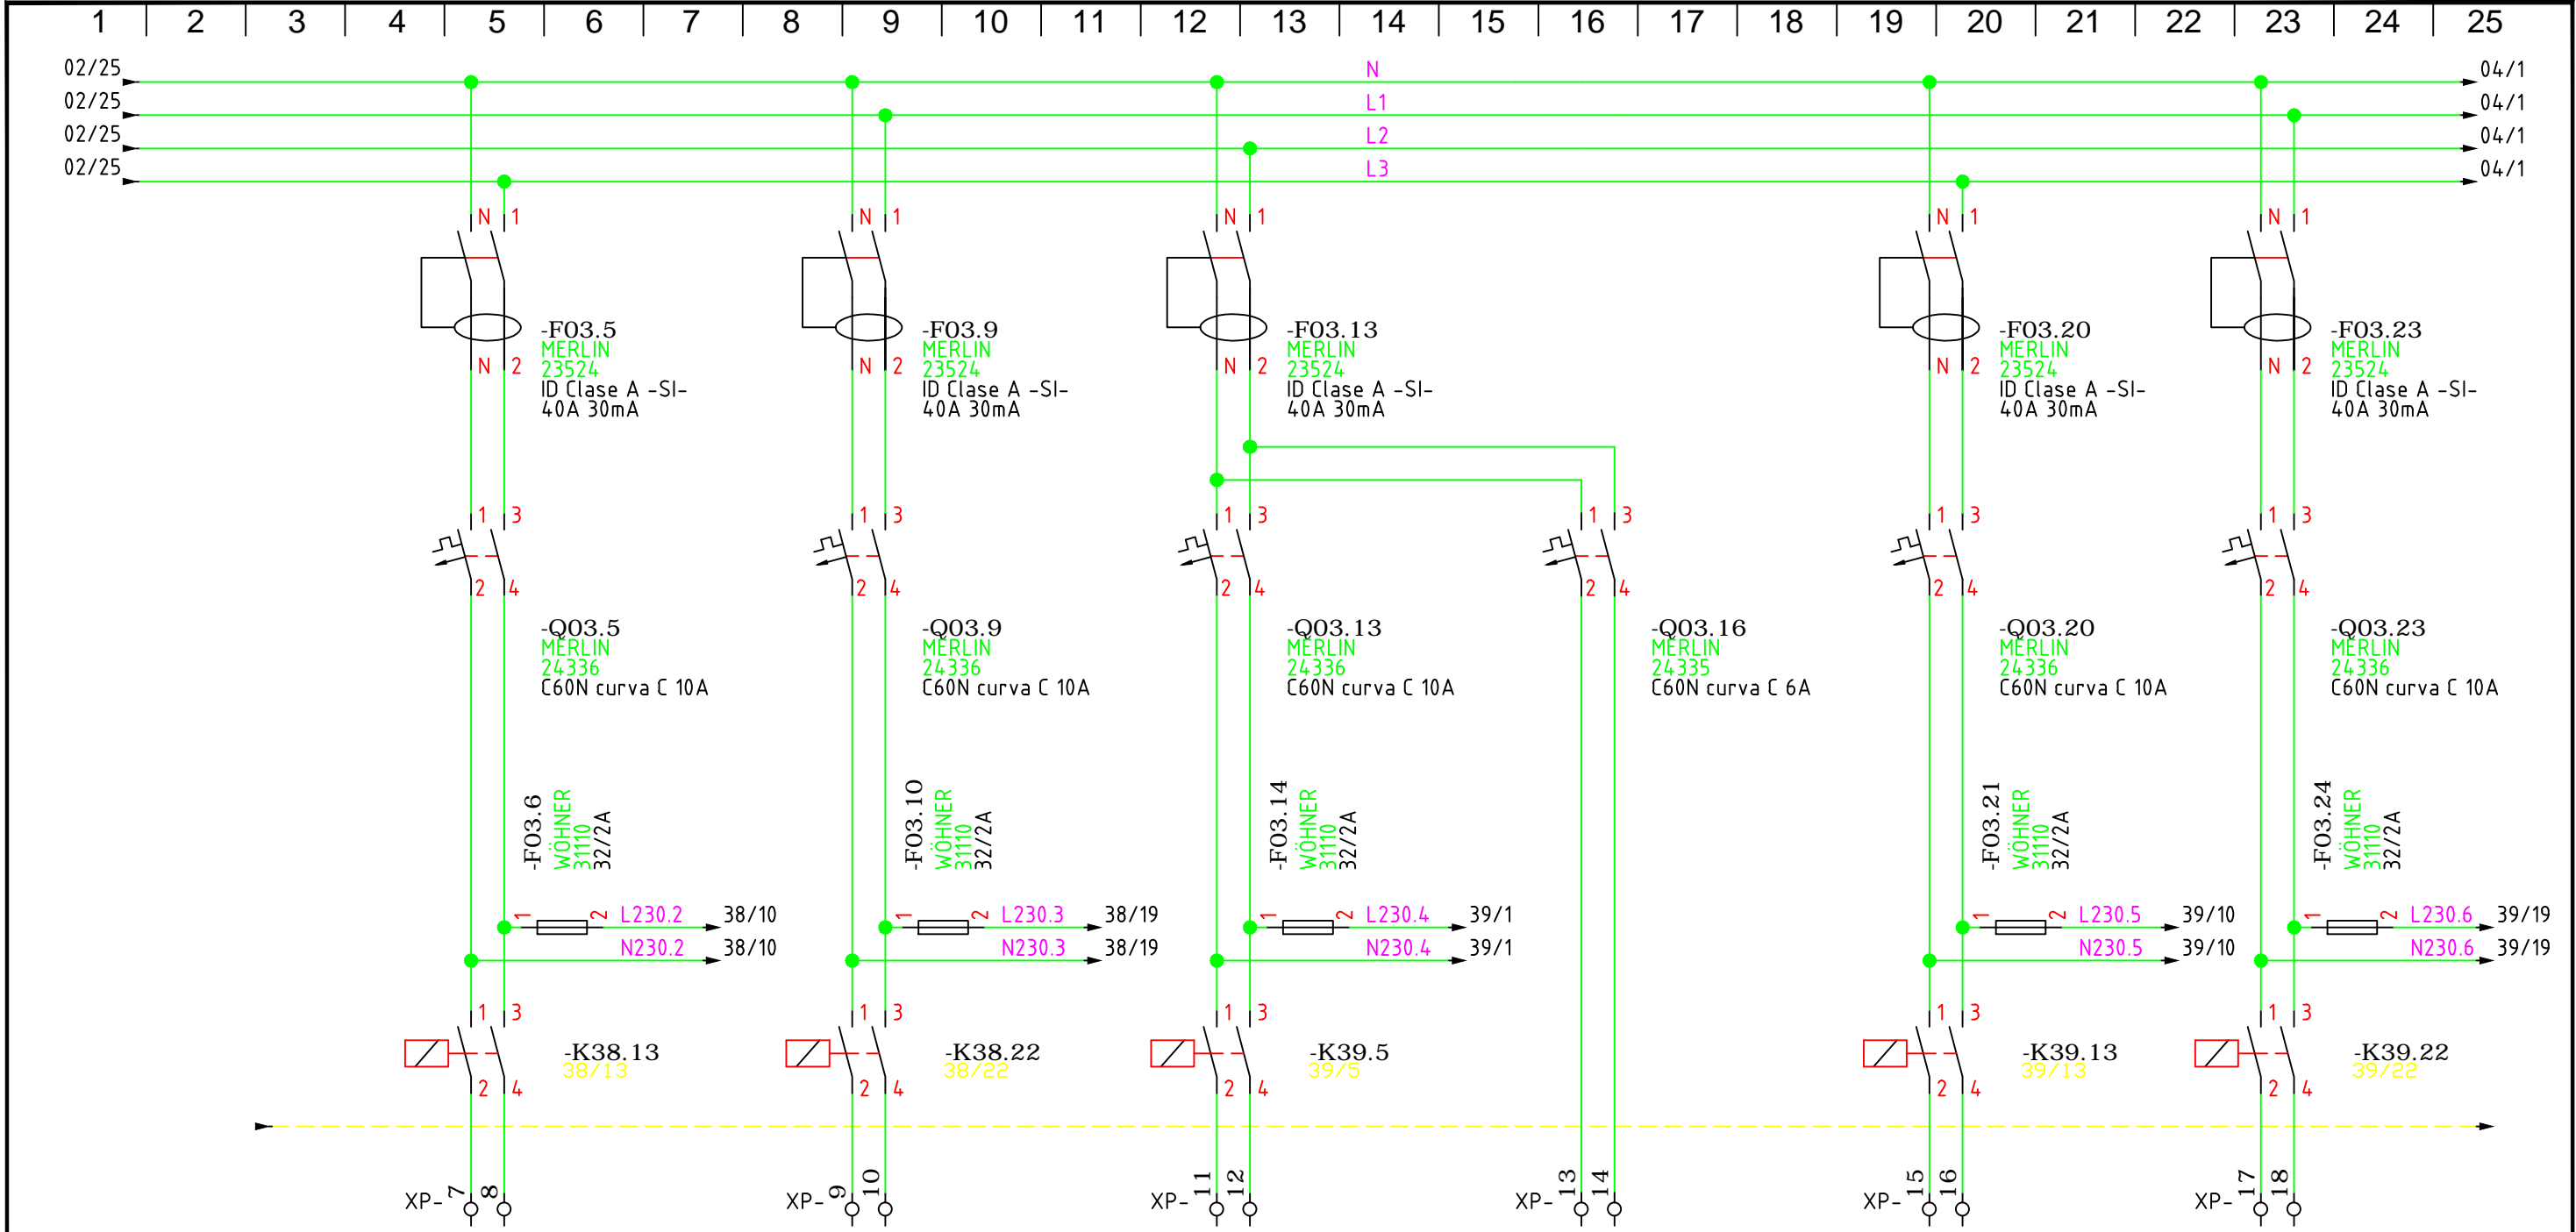 1 2 3 4 5 6 7 8 9 10 11 12 13 14 15 16 17 18 19 20 21 22 23 24 25
02/25 N 04/1
02/25 L1 04/1
02/25 L2 04/1
02/25 L3 04/1
N 1 N 1 N 1 N 1 N 1
-F03.5 -F03.9 -F03.13 -F03.20 -F03.23
MERLIN MERLIN MERLIN MERLIN MERLIN
N 2 23524 N 2 23524 N 2 23524 N 2 23524 N 2 23524
ID Clase A -SI- ID Clase A -SI- ID Clase A -SI- ID Clase A -SI- ID Clase A -SI-
40A 30mA 40A 30mA 40A 30mA 40A 30mA 40A 30mA
1 3 1 3 1 3 1 3 1 3 1 3
2 4 2 4 2 4 2 4 2 4 2 4
-Q03.5 -Q03.9 -Q03.13 -Q03.16 -Q03.20 -Q03.23
MERLIN MERLIN MERLIN MERLIN MERLIN MERLIN
24336 24336 24336 24335 24336 24336
C60N curva C 10A C60N curva C 10A C60N curva C 10A C60N curva C 6A C60N curva C 10A C60N curva C 10A
-F03.6 -F03.10 -F03.14 -F03.21 -F03.24
WÖHNER WÖHNER WÖHNER WÖHNER WÖHNER
31110 31110 31110 31110 31110
32/2A 32/2A 32/2A 32/2A 32/2A
1 2 L230.2 38/10 1 2 L230.3 38/19 1 2 L230.4 39/1 1 2 L230.5 39/10 1 2 L230.6 39/19
N230.2 38/10 N230.3 38/19 N230.4 39/1 N230.5 39/10 N230.6 39/19
1 3 1 3 1 3 1 3 1 3
-K38.13 -K38.22 -K39.5 -K39.13 -K39.22
38/13 38/22 39/5 39/13 39/22
2 4 2 4 2 4 2 4 2 4
XP- 7 8 XP- 9 10 XP- 11 12 XP- 13 14 XP- 15 16 XP- 17 18